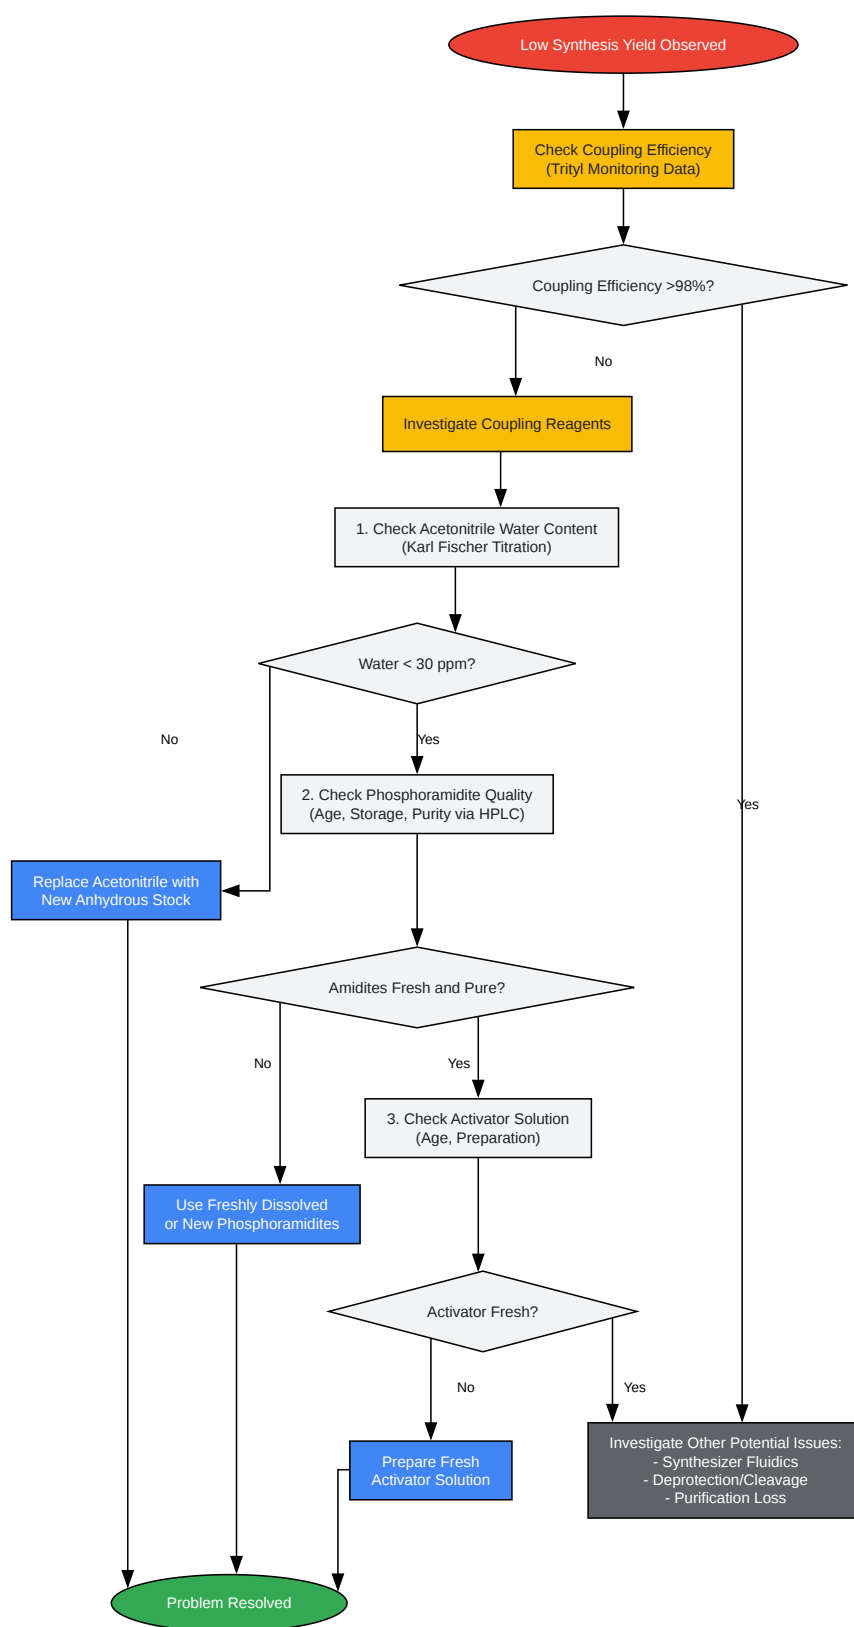 Low Synthesis Yield Observed
Check Coupling Efficiency
(Trityl Monitoring Data)
Coupling Efficiency >98%?
No
Investigate Coupling Reagents
1. Check Acetonitrile Water Content
(Karl Fischer Titration)
Water < 30 ppm?
No
Yes
2. Check Phosphoramidite Quality
(Age, Storage, Purity via HPLC)
Yes
Replace Acetonitrile with
New Anhydrous Stock
Amidites Fresh and Pure?
No
Yes
3. Check Activator Solution
(Age, Preparation)
Use Freshly Dissolved
or New Phosphoramidites
Activator Fresh?
No
Yes
Prepare Fresh
Activator Solution
Investigate Other Potential Issues:
- Synthesizer Fluidics
- Deprotection/Cleavage
- Purification Loss
Problem Resolved